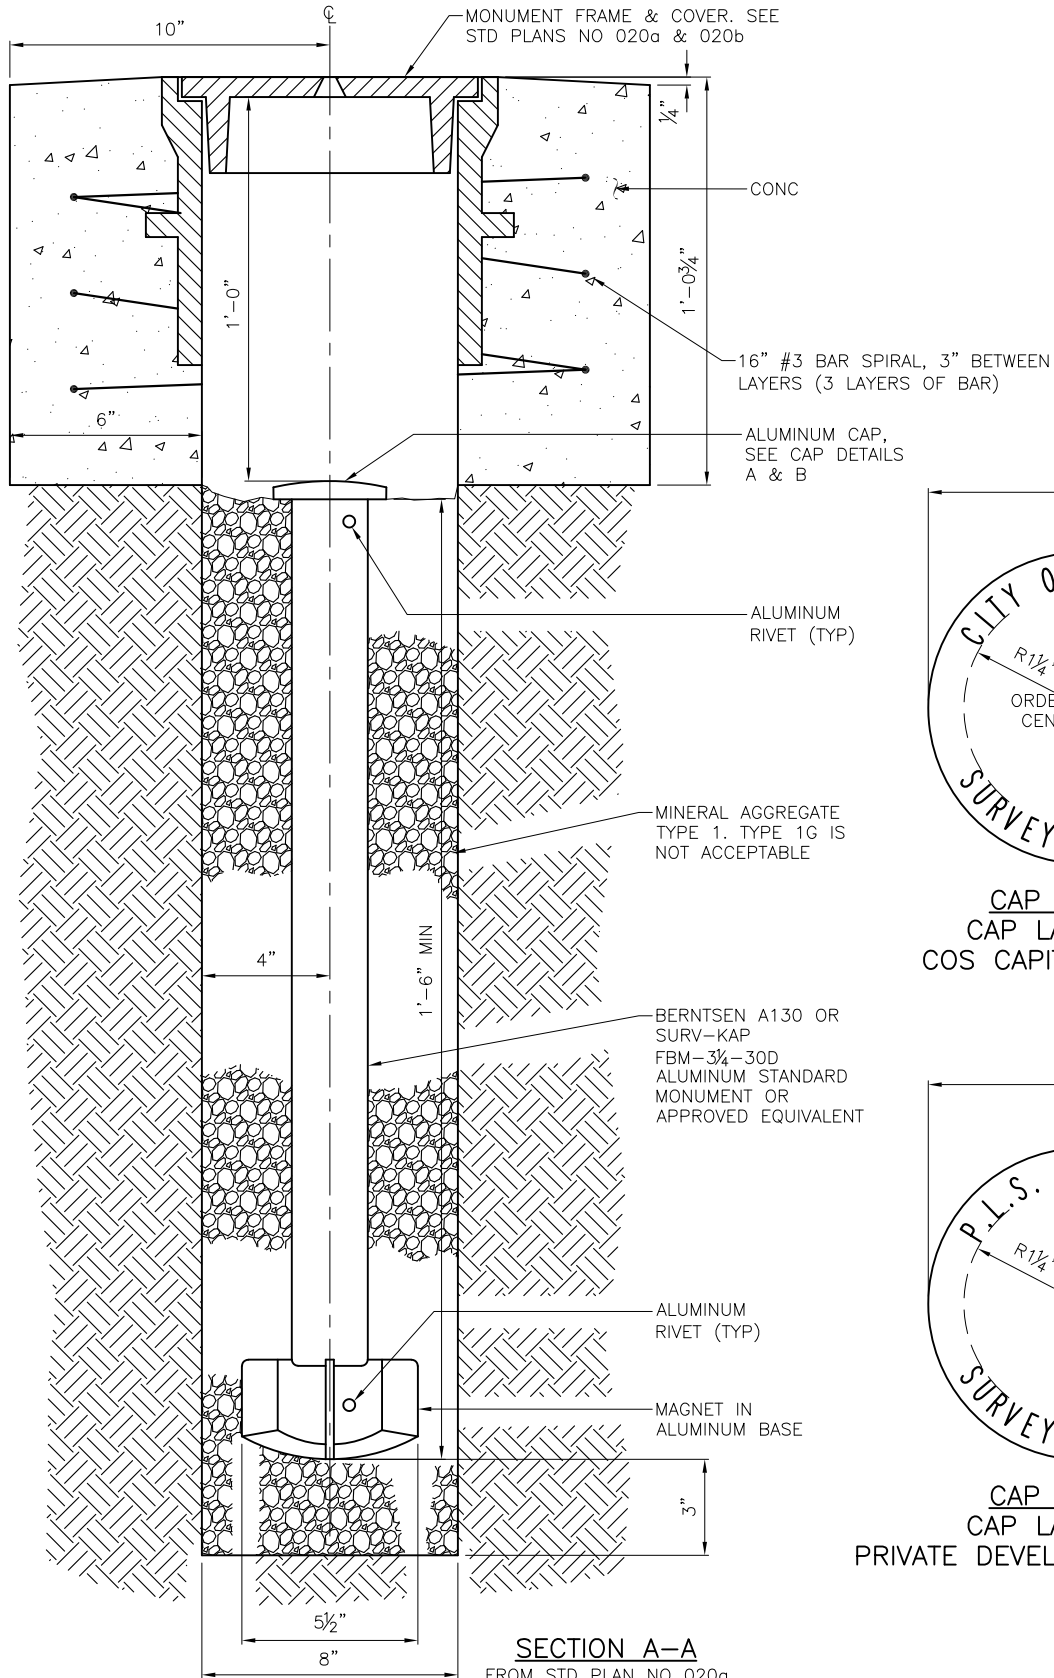 ℄
10"
MONUMENT FRAME & COVER. SEE
STD PLANS NO 020a & 020b
¼"
CONC
1'-0"
1'-0¾"
16" #3 BAR SPIRAL, 3" BETWEEN
LAYERS (3 LAYERS OF BAR)
6"
ALUMINUM CAP,
SEE CAP DETAILS
A & B
ALUMINUM
RIVET (TYP)
CITY O
R1¼"
ORDE
CEN
SURVEY
MINERAL AGGREGATE
TYPE 1. TYPE 1G IS
NOT ACCEPTABLE
CAP
CAP LA
COS CAPIT
4"
1'-6" MIN
BERNTSEN A130 OR
SURV-KAP
FBM-3¼-30D
ALUMINUM STANDARD
MONUMENT OR
APPROVED EQUIVALENT
P.L.S.
R1¼"
SURVEY
ALUMINUM
RIVET (TYP)
MAGNET IN
ALUMINUM BASE
3"
CAP
CAP LA
PRIVATE DEVEL
5½"
8"
SECTION A-A
FROM STD PLAN NO 020a